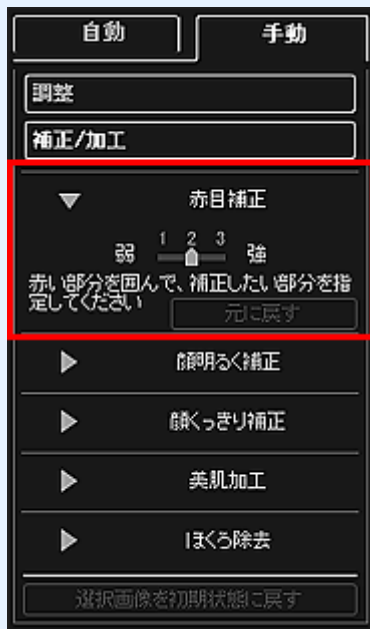 自動
手動
調整
補正/加工
赤目補正
1 2 3
弱 強
赤い部分を囲んで、補正したい部分を指
定してください
元に戻す
顔明るく補正
顔くっきり補正
美肌加工
ほくろ除去
選択画像を初期状態に戻す